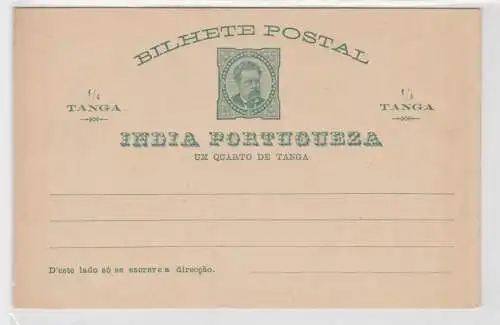 BILHETE POSTAL
1/4 1/4
TANGA TANGA
INDIA PORTUGUEZA
UM QUARTO DE TANGA
D'este lado só se escreve a direcção.